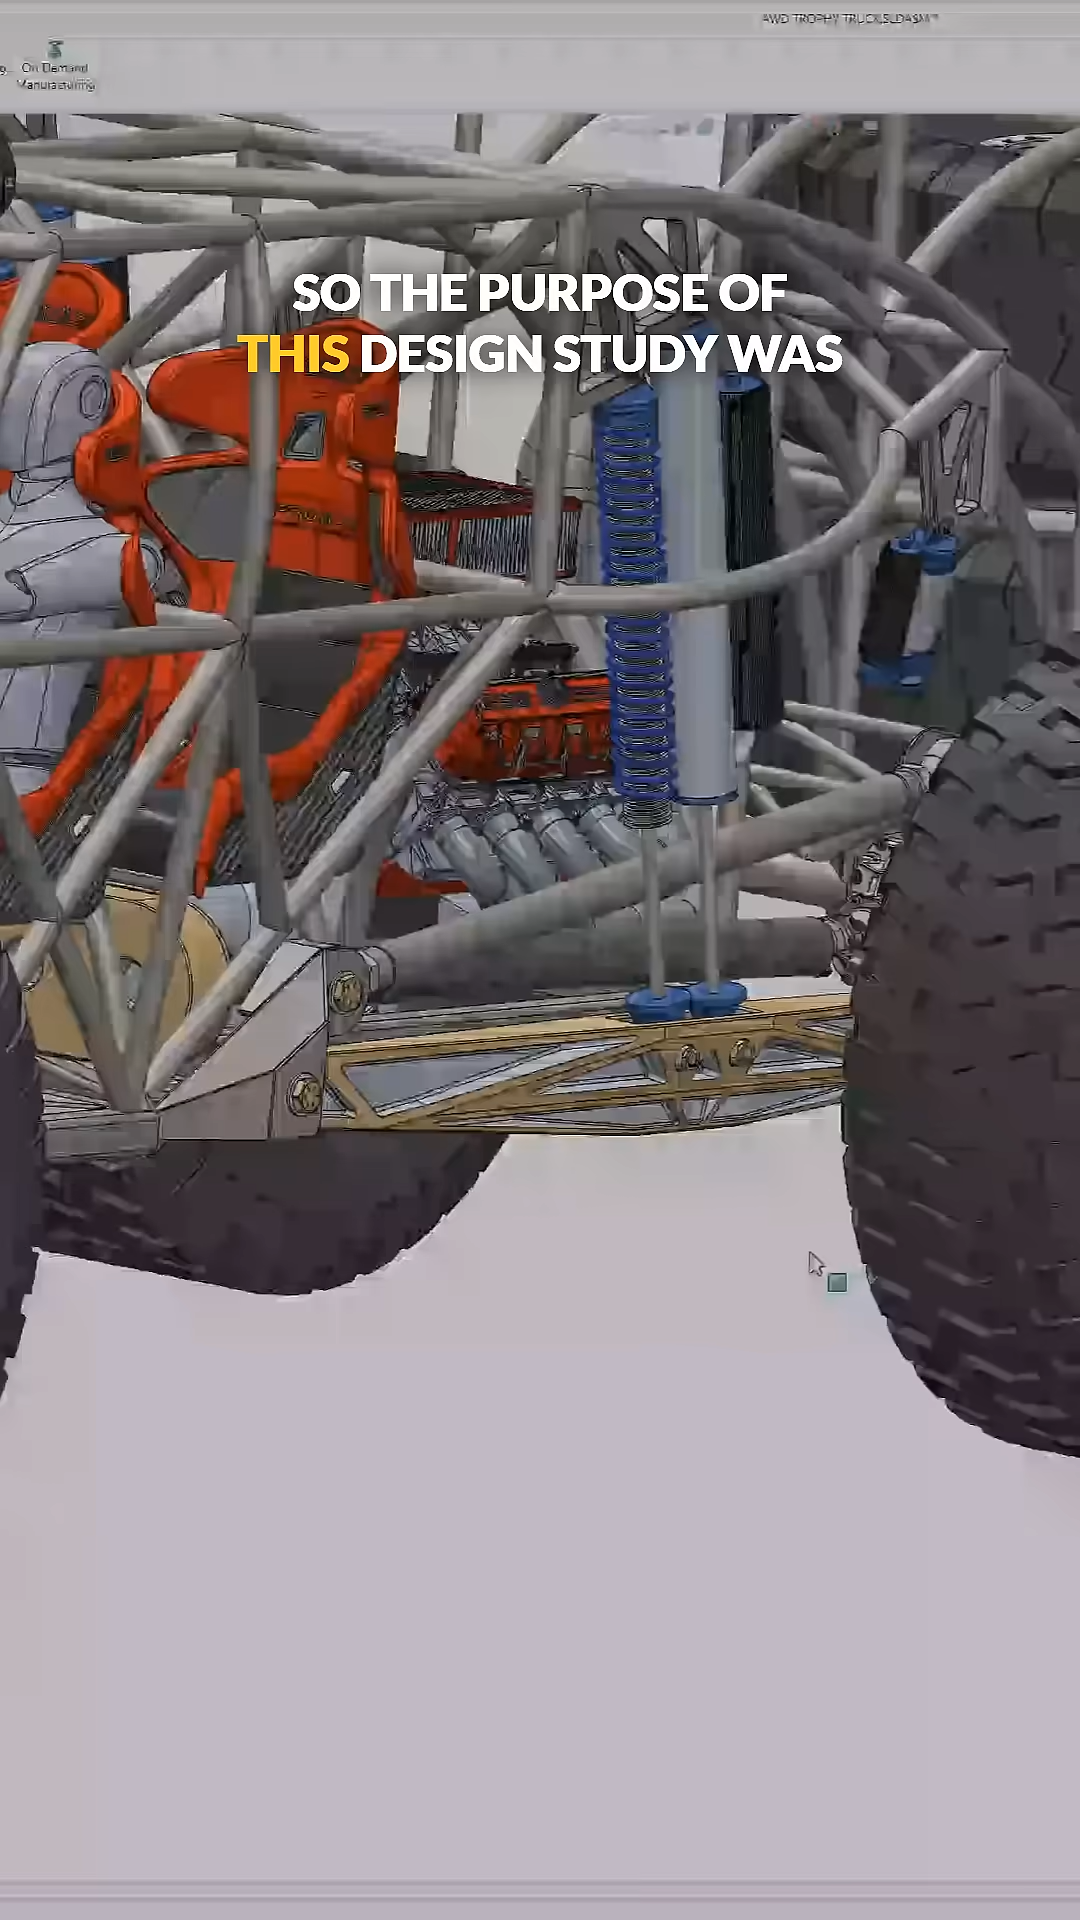 AWD TROPHY TRUCK.SLDASM *
On Demand
Manufacturing
SO THE PURPOSE OF
THIS DESIGN STUDY WAS